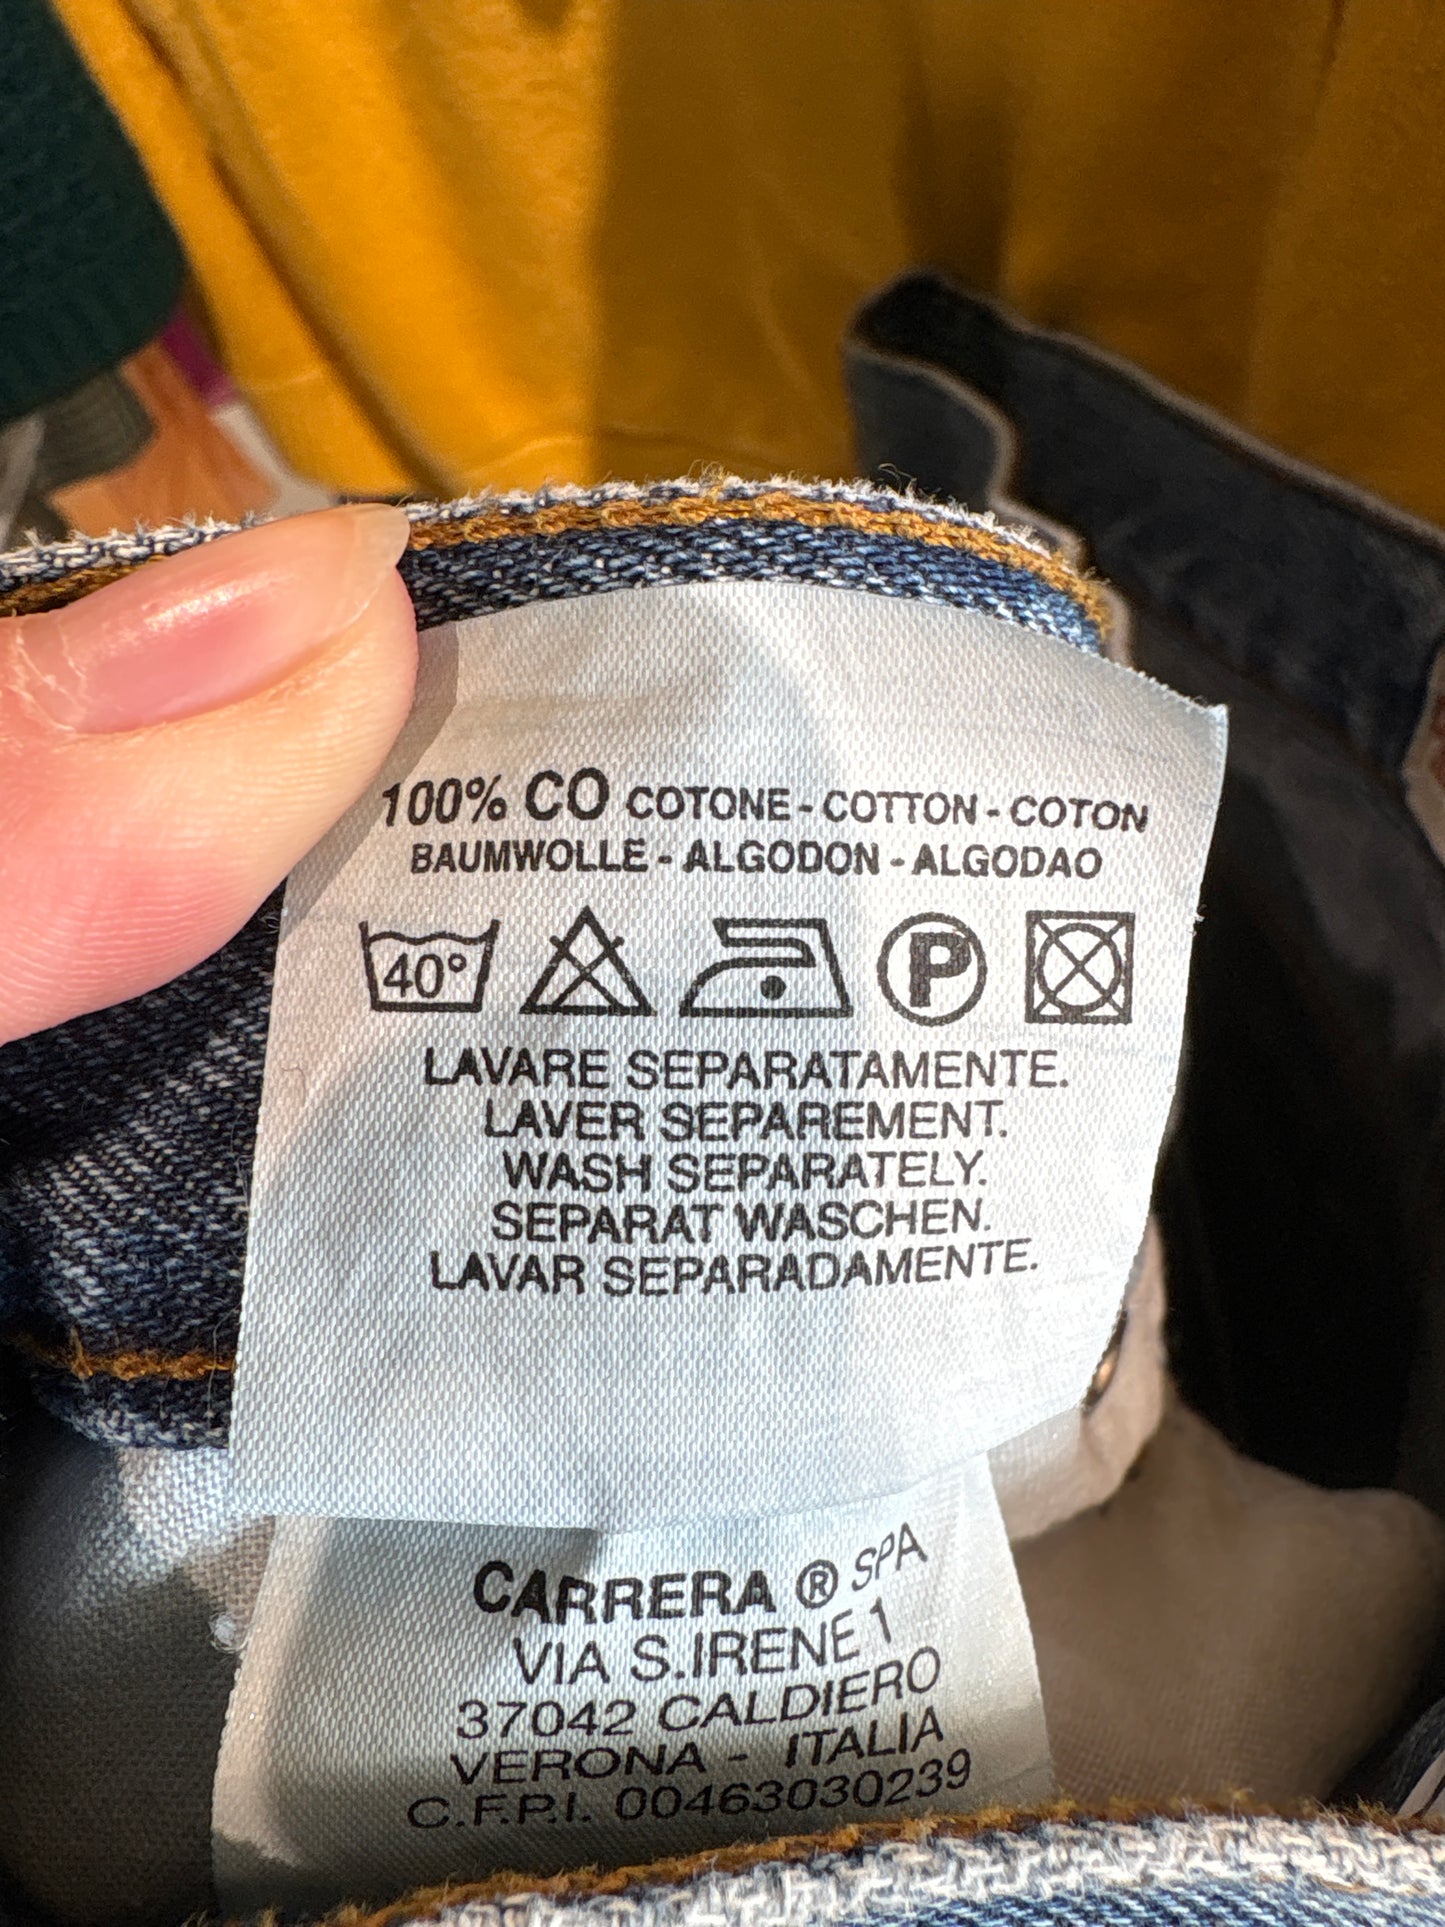 100% CO COTONE - COTTON - COTON
BAUMWOLLE - ALGODON - ALGODAO
40° P
LAVARE SEPARATAMENTE.
LAVER SEPAREMENT.
WASH SEPARATELY.
SEPARAT WASCHEN.
LAVAR SEPARADAMENTE.
CARRERA ® SPA
VIA S.IRENE 1
37042 CALDIERO
VERONA - ITALIA
C.F.P.I. 00463030239